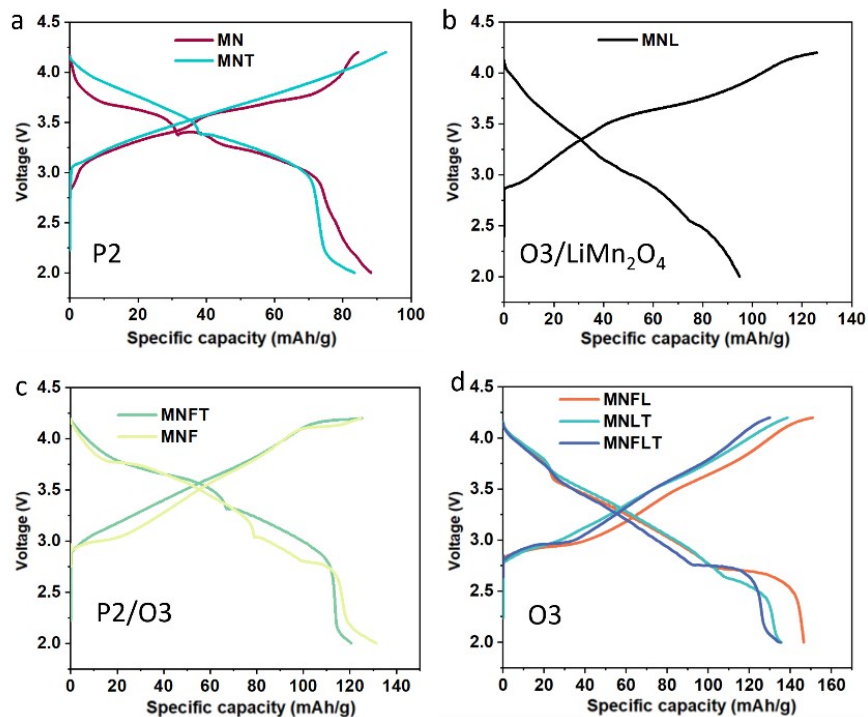 a
MN
MNT
P2
Voltage (V)
4.5
4.0
3.5
3.0
2.5
2.0
0 20 40 60 80 100
Specific capacity (mAh/g)
b
MNL
O3/LiMn₂O₄
Voltage (V)
4.5
4.0
3.5
3.0
2.5
2.0
0 20 40 60 80 100 120 140
Specific capacity (mAh/g)
c
MNFT
MNF
P2/O3
Voltage (V)
4.5
4.0
3.5
3.0
2.5
2.0
0 20 40 60 80 100 120 140 160
Specific capacity (mAh/g)
d
MNFL
MNLT
MNFLT
O3
Voltage (V)
4.5
4.0
3.5
3.0
2.5
2.0
0 20 40 60 80 100 120 140 160
Specific capacity (mAh/g)